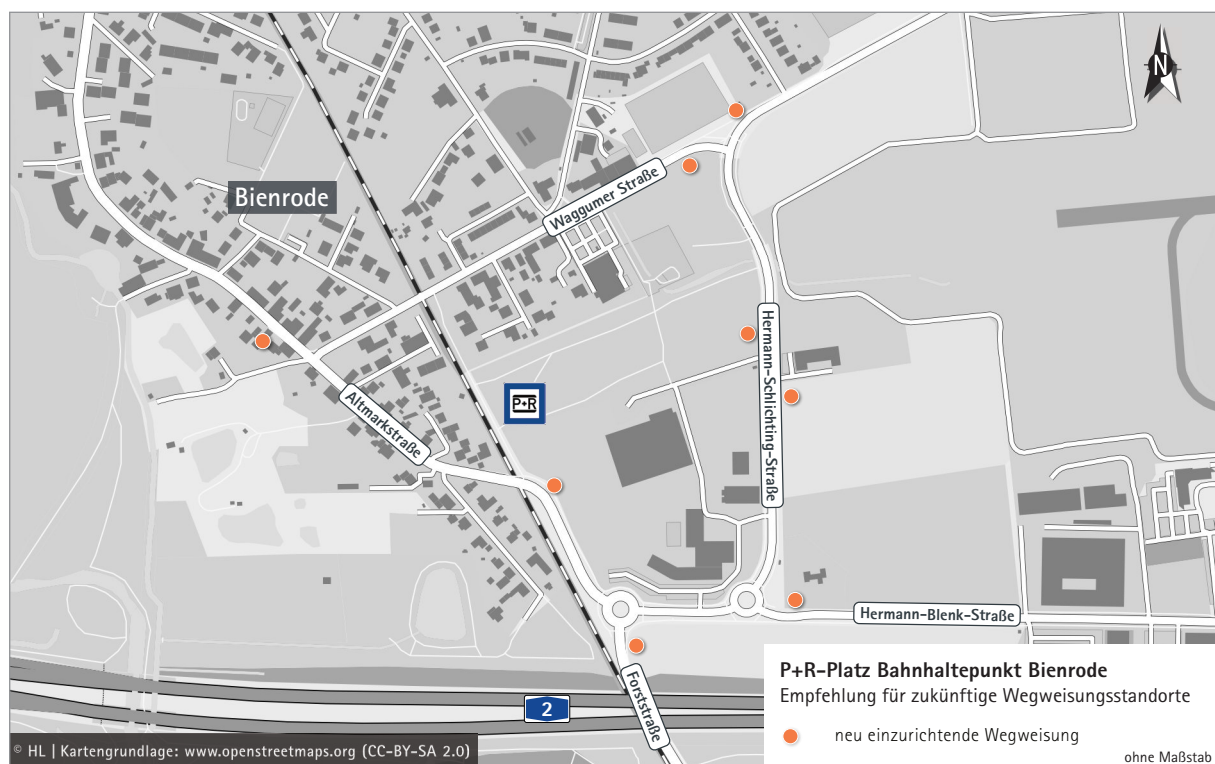 N
Bienrode
Waggumer Straße
Hermann-Schlichting-Straße
P+R
Altmarkstraße
Hermann-Blenk-Straße
Forststraße
2
P+R-Platz Bahnhaltepunkt Bienrode
Empfehlung für zukünftige Wegweisungsstandorte
neu einzurichtende Wegweisung
ohne Maßstab
© HL | Kartengrundlage: www.openstreetmaps.org (CC-BY-SA 2.0)